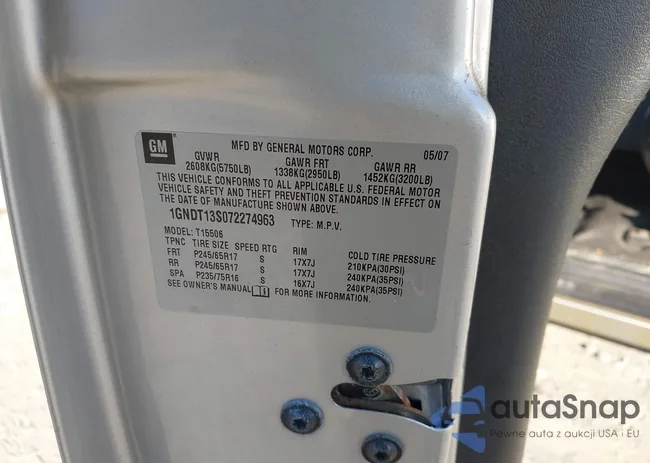 GM
MFD BY GENERAL MOTORS CORP. 05/07
GVWR GAWR FRT GAWR RR
2608KG(5750LB) 1338KG(2950LB) 1452KG(3200LB)
THIS VEHICLE CONFORMS TO ALL APPLICABLE U.S. FEDERAL MOTOR
VEHICLE SAFETY AND THEFT PREVENTION STANDARDS IN EFFECT ON
THE DATE OF MANUFACTURE SHOWN ABOVE.
1GNDT13S072274963 TYPE: M.P.V.
MODEL: T15506
TPNC TIRE SIZE SPEED RTG RIM COLD TIRE PRESSURE
FRT P245/65R17 S 17X7J 210KPA(30PSI)
RR P245/65R17 S 17X7J 240KPA(35PSI)
SPA P235/75R16 S 16X7J 240KPA(35PSI)
SEE OWNER'S MANUAL FOR MORE INFORMATION.
autaSnap
Pewne auta z aukcji USA i EU